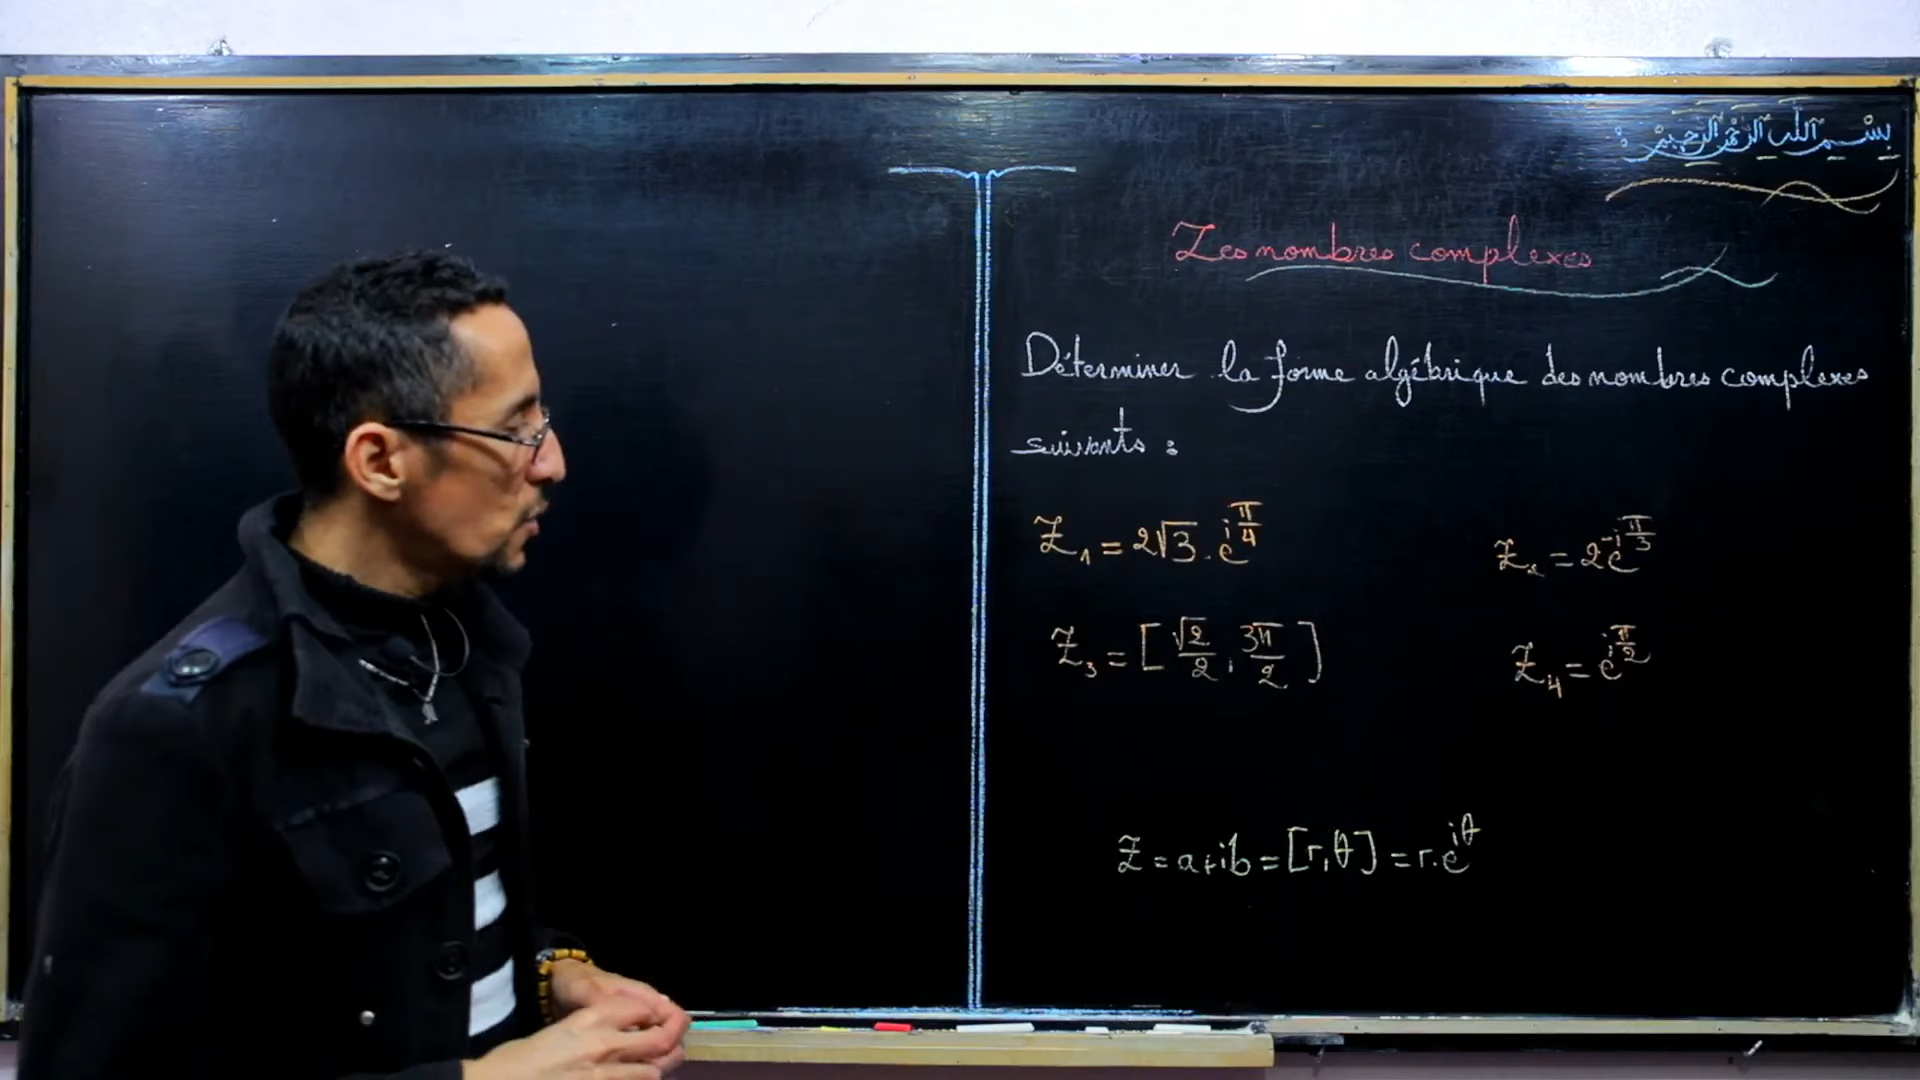 بسم الله الرحمن الرحيم :
Les nombres complexes
Déterminer la forme algébrique des nombres complexes
suivants :
Z₁ = 2√3 . e^{iπ/4}
Z₂ = 2e^{-iπ/3}
Z₃ = [√2/2 , 3π/2]
Z₄ = e^{iπ/2}
Z = a+ib = [r,θ] = r.e^{iθ}